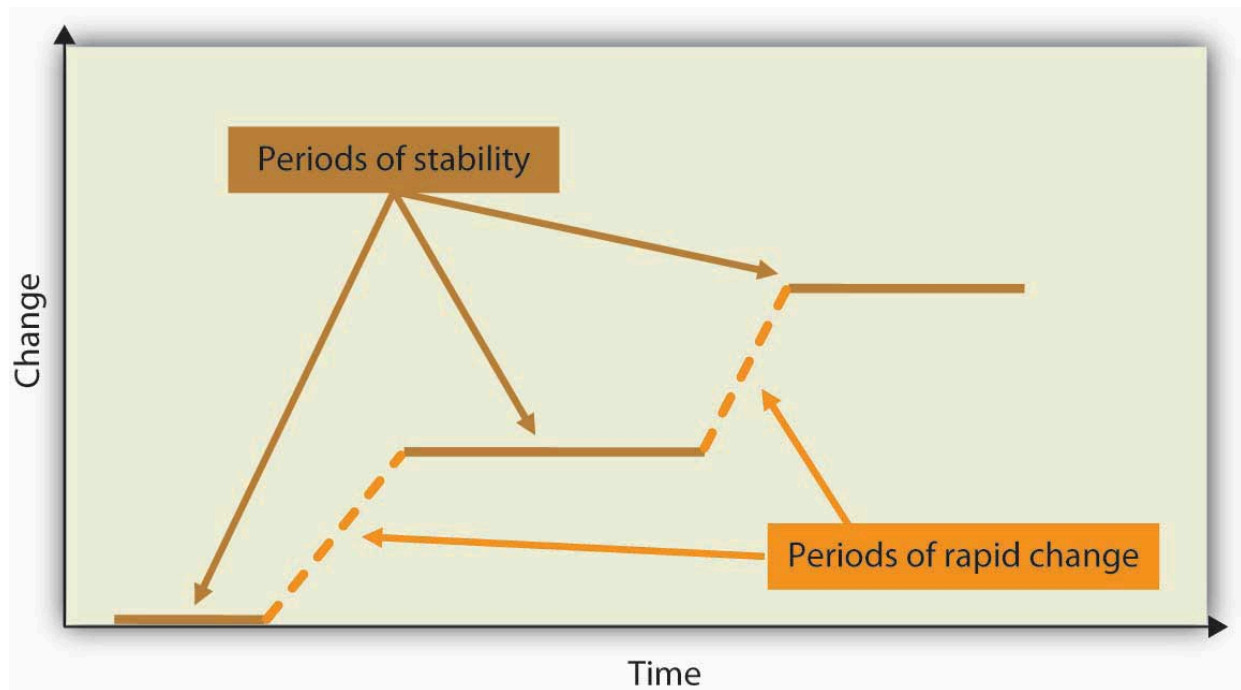 Periods of stability
Change
Periods of rapid change
Time